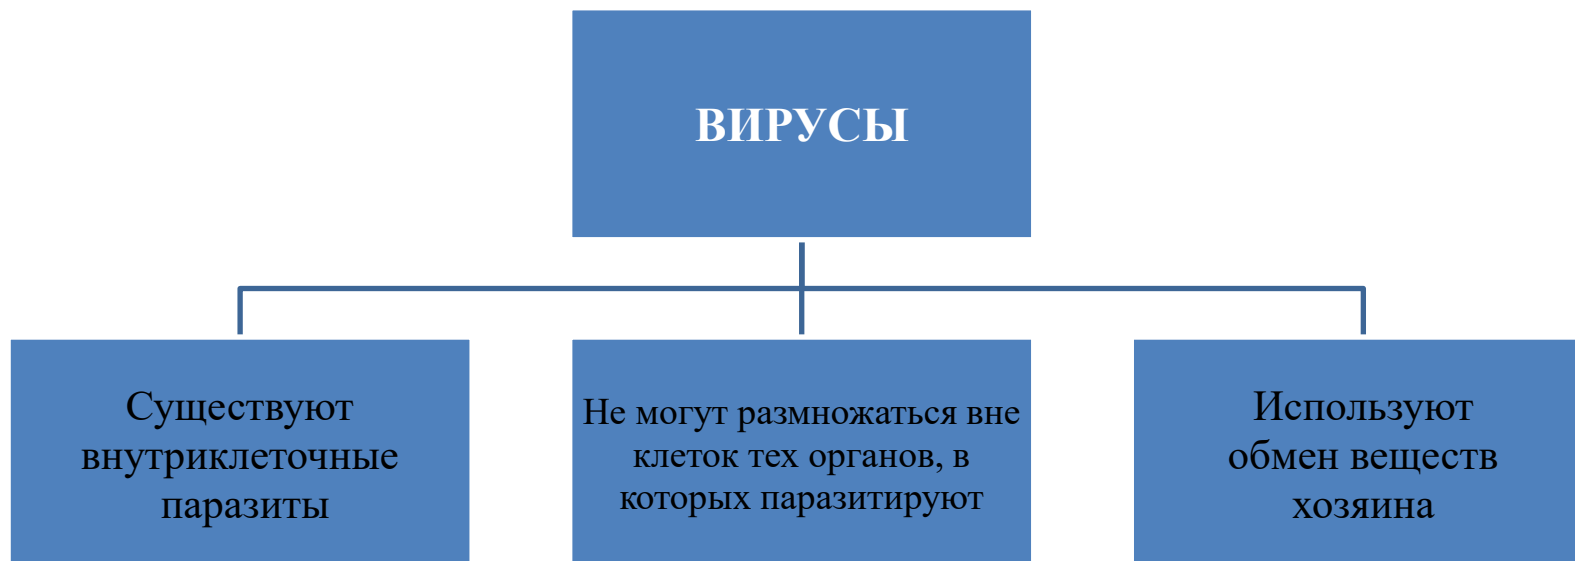 ВИРУСЫ
Существуют
внутриклеточные
паразиты
Не могут размножаться вне
клеток тех органов, в
которых паразитируют
Используют
обмен веществ
хозяина